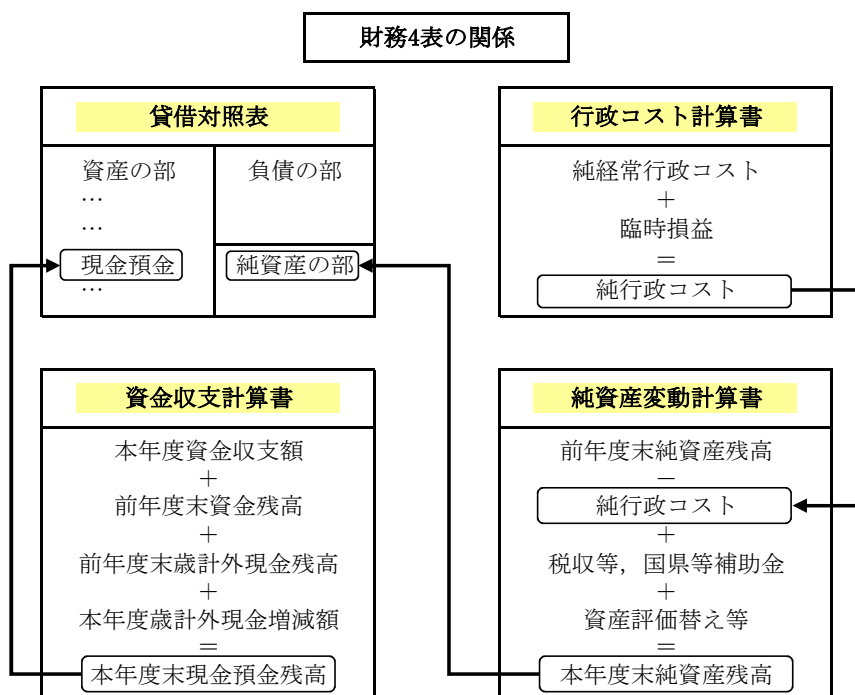 財務4表の関係
貸借対照表
資産の部
…
…
現金預金
…
負債の部
純資産の部
行政コスト計算書
純経常行政コスト
+
臨時損益
=
純行政コスト
資金収支計算書
本年度資金収支額
+
前年度末資金残高
+
前年度末歳計外現金残高
+
本年度歳計外現金増減額
=
本年度末現金預金残高
純資産変動計算書
前年度末純資産残高
−
純行政コスト
+
税収等，国県等補助金
+
資産評価替え等
=
本年度末純資産残高